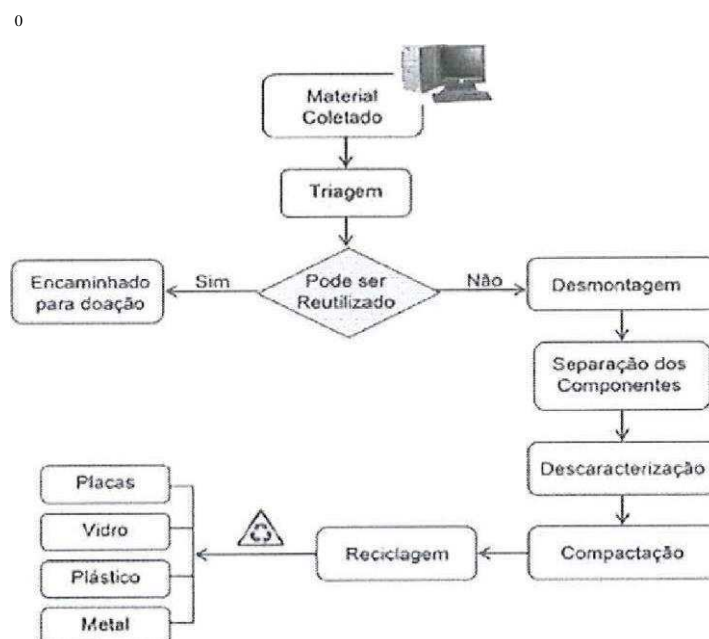 0
Material
Coletado
Triagem
Pode ser
Reutilizado
Sim
Não
Encaminhado
para doação
Desmontagem
Separação dos
Componentes
Descaracterização
Compactação
Reciclagem
Placas
Vidro
Plástico
Metal